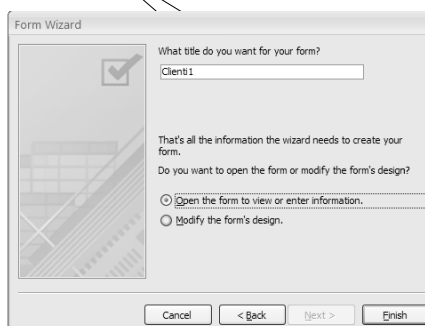 Form Wizard
What title do you want for your form?
Clienti1
That's all the information the wizard needs to create your
form.
Do you want to open the form or modify the form's design?
Open the form to view or enter information.
Modify the form's design.
Cancel
< Back
Next >
Finish